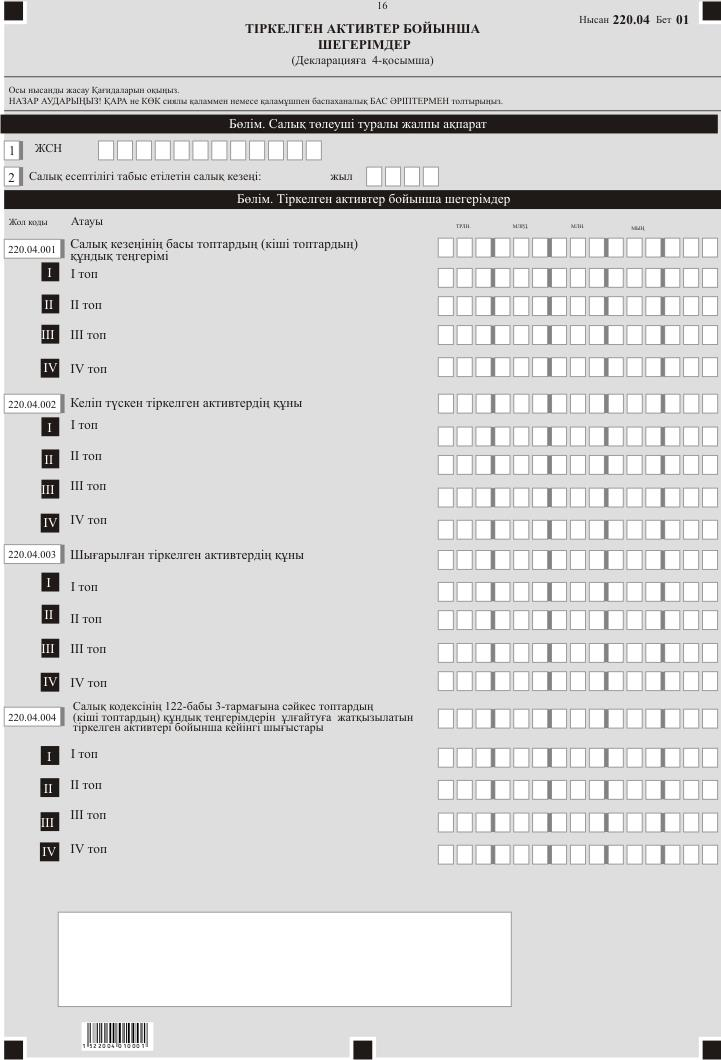 16
Нысан 220.04 Бет 01
ТІРКЕЛГЕН АКТИВТЕР БОЙЫНША
ШЕГЕРІМДЕР
(Декларацияға 4-қосымша)
Осы нысанды жасау Қағидаларын оқыңыз.
НАЗАР АУДАРЫҢЫЗ! ҚАРА не КӨК сиялы қаламмен немесе қаламұшпен баспаханалық БАС ӘРІПТЕРМЕН толтырыңыз.
Бөлім. Салық төлеуші туралы жалпы ақпарат
1 ЖСН
2 Салық есептілігі табыс етілетін салық кезеңі: жыл
Бөлім. Тіркелген активтер бойынша шегерімдер
Жол коды Атауы
трлн. млрд млн. мың
220.04.001 Салық кезеңінің басы топтардың (кіші топтардың)
құндық теңгерімі
I I топ
II II топ
III III топ
IV IV топ
220.04.002 Келіп түскен тіркелген активтердің құны
I I топ
II II топ
III III топ
IV IV топ
220.04.003 Шығарылған тіркелген активтердің құны
I I топ
II II топ
III III топ
IV IV топ
220.04.004 Салық кодексінің 122-бабы 3-тармағына сәйкес топтардың
(кіші топтардың) құндық теңгерімдерін ұлғайтуға жатқызылатын
тіркелген активтері бойынша кейінгі шығыстары
I I топ
II II топ
III III топ
IV IV топ
1522004010001